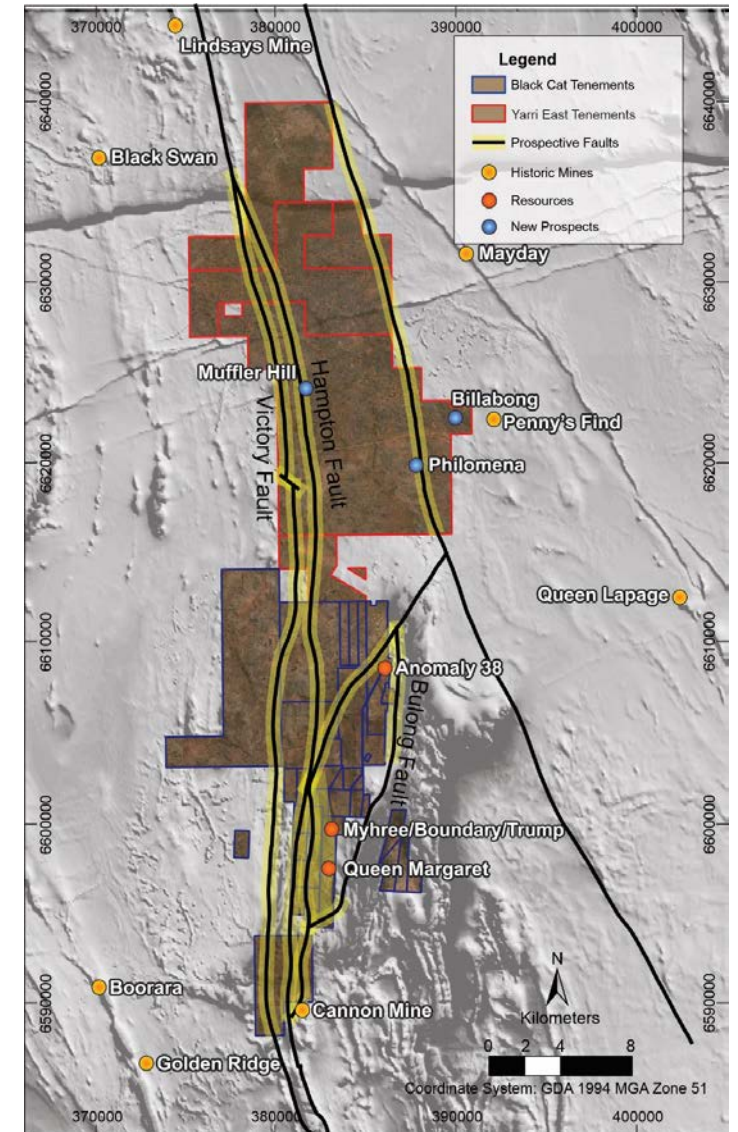 370000
380000
390000
400000
Lindsays Mine
Legend
Black Cat Tenements
Yarri East Tenements
Prospective Faults
Historic Mines
Resources
New Prospects
6640000
6640000
Black Swan
Mayday
6630000
6630000
Muffler Hill
Hampton Fault
Victory Fault
Billabong
Penny's Find
Philomena
6620000
6620000
Queen Lapage
6610000
6610000
Anomaly 38
Bulong Fault
6600000
6600000
Myhree/Boundary/Trump
Queen Margaret
N
Boorara
6590000
6590000
Cannon Mine
Kilometers
0 2 4 8
Golden Ridge
Coordinate System: GDA 1994 MGA Zone 51
370000
380000
390000
400000